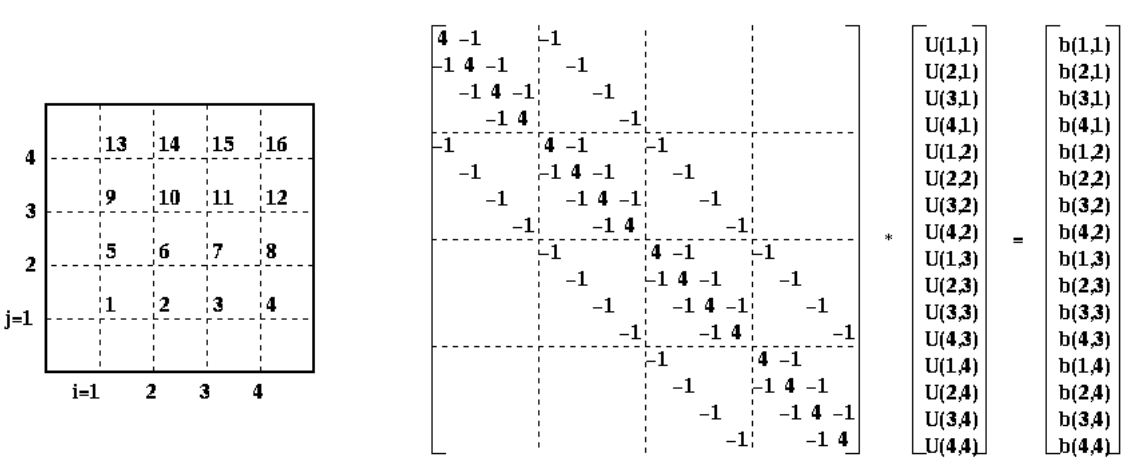 13 14 15 16
4
9 10 11 12
3
5 6 7 8
2
1 2 3 4
j=1
i=1 2 3 4
4 −1 −1
−1 4 −1 −1
−1 4 −1 −1
−1 4 −1
−1 4 −1 −1
−1 −1 4 −1 −1
−1 −1 4 −1 −1
−1 −1 4 −1
−1 4 −1 −1
−1 −1 4 −1 −1
−1 −1 4 −1 −1
−1 −1 4 −1
−1 4 −1
−1 −1 4 −1
−1 −1 4 −1
−1 −1 4
*
U(1,1)
U(2,1)
U(3,1)
U(4,1)
U(1,2)
U(2,2)
U(3,2)
U(4,2)
U(1,3)
U(2,3)
U(3,3)
U(4,3)
U(1,4)
U(2,4)
U(3,4)
U(4,4)
=
b(1,1)
b(2,1)
b(3,1)
b(4,1)
b(1,2)
b(2,2)
b(3,2)
b(4,2)
b(1,3)
b(2,3)
b(3,3)
b(4,3)
b(1,4)
b(2,4)
b(3,4)
b(4,4)